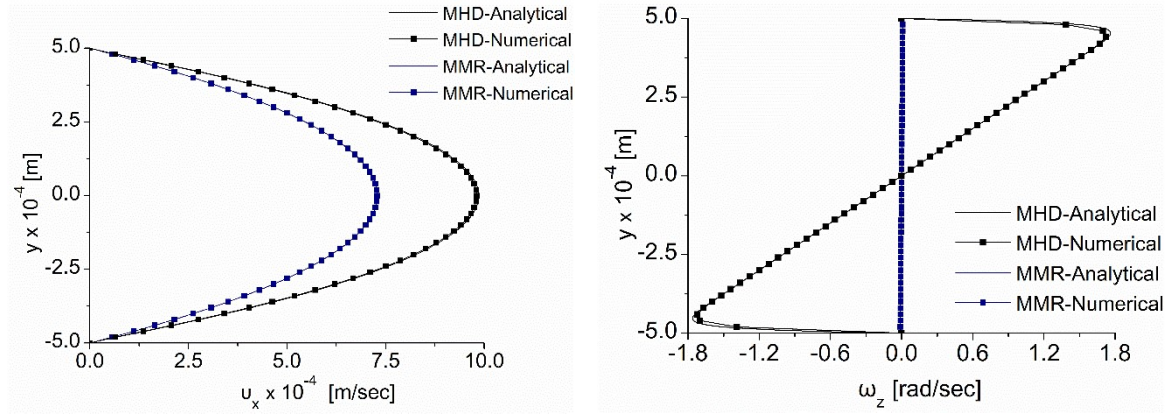 MHD-Analytical
MHD-Numerical
MMR-Analytical
MMR-Numerical
5.0
2.5
0.0
-2.5
-5.0
y x 10⁻⁴ [m]
0.0 2.5 5.0 7.5 10.0
υₓ x 10⁻⁴ [m/sec]
5.0
2.5
0.0
-2.5
-5.0
y x 10⁻⁴ [m]
MHD-Analytical
MHD-Numerical
MMR-Analytical
MMR-Numerical
-1.8 -1.2 -0.6 0.0 0.6 1.2 1.8
ω_z [rad/sec]